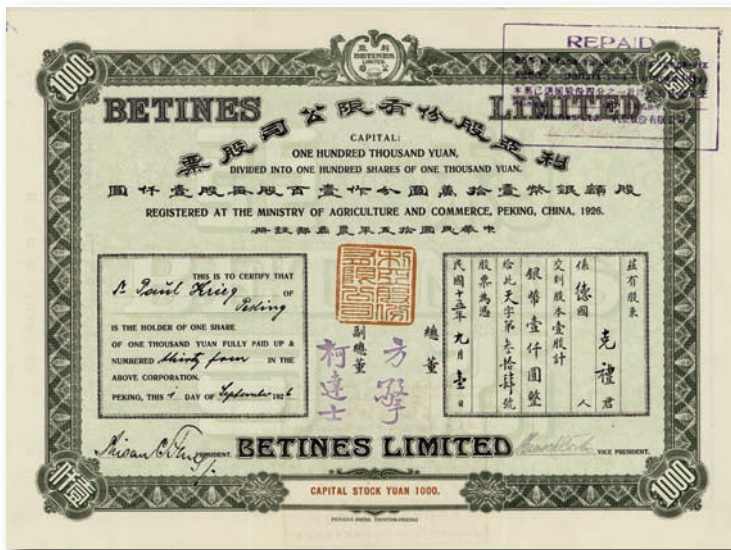 BETINES
LIMITED
1000
REPAID
BETINES LIMITED
利亞股份有限公司股票
CAPITAL:
ONE HUNDRED THOUSAND YUAN,
DIVIDED INTO ONE HUNDRED SHARES OF ONE THOUSAND YUAN.
股額銀幣壹拾萬圓分作壹百股每股壹仟圓
REGISTERED AT THE MINISTRY OF AGRICULTURE AND COMMERCE, PEKING, CHINA, 1926.
中華民國拾五年農商部註冊
THIS IS TO CERTIFY THAT
Dr Paul Krieg OF
Peking
IS THE HOLDER OF ONE SHARE
OF ONE THOUSAND YUAN FULLY PAID UP &
NUMBERED thirty four IN THE
ABOVE CORPORATION.
PEKING, THIS 1 DAY OF September 1926
茲有股東
克禮君
係德國人
交到股本壹股計
銀幣壹仟圓整
給此天字第叁拾肆號
股票為憑
民國十五年九月壹日
總董
方擎
副總董
柯達士
PRESIDENT.
BETINES LIMITED
VICE PRESIDENT.
仟壹
CAPITAL STOCK YUAN 1000.
1000